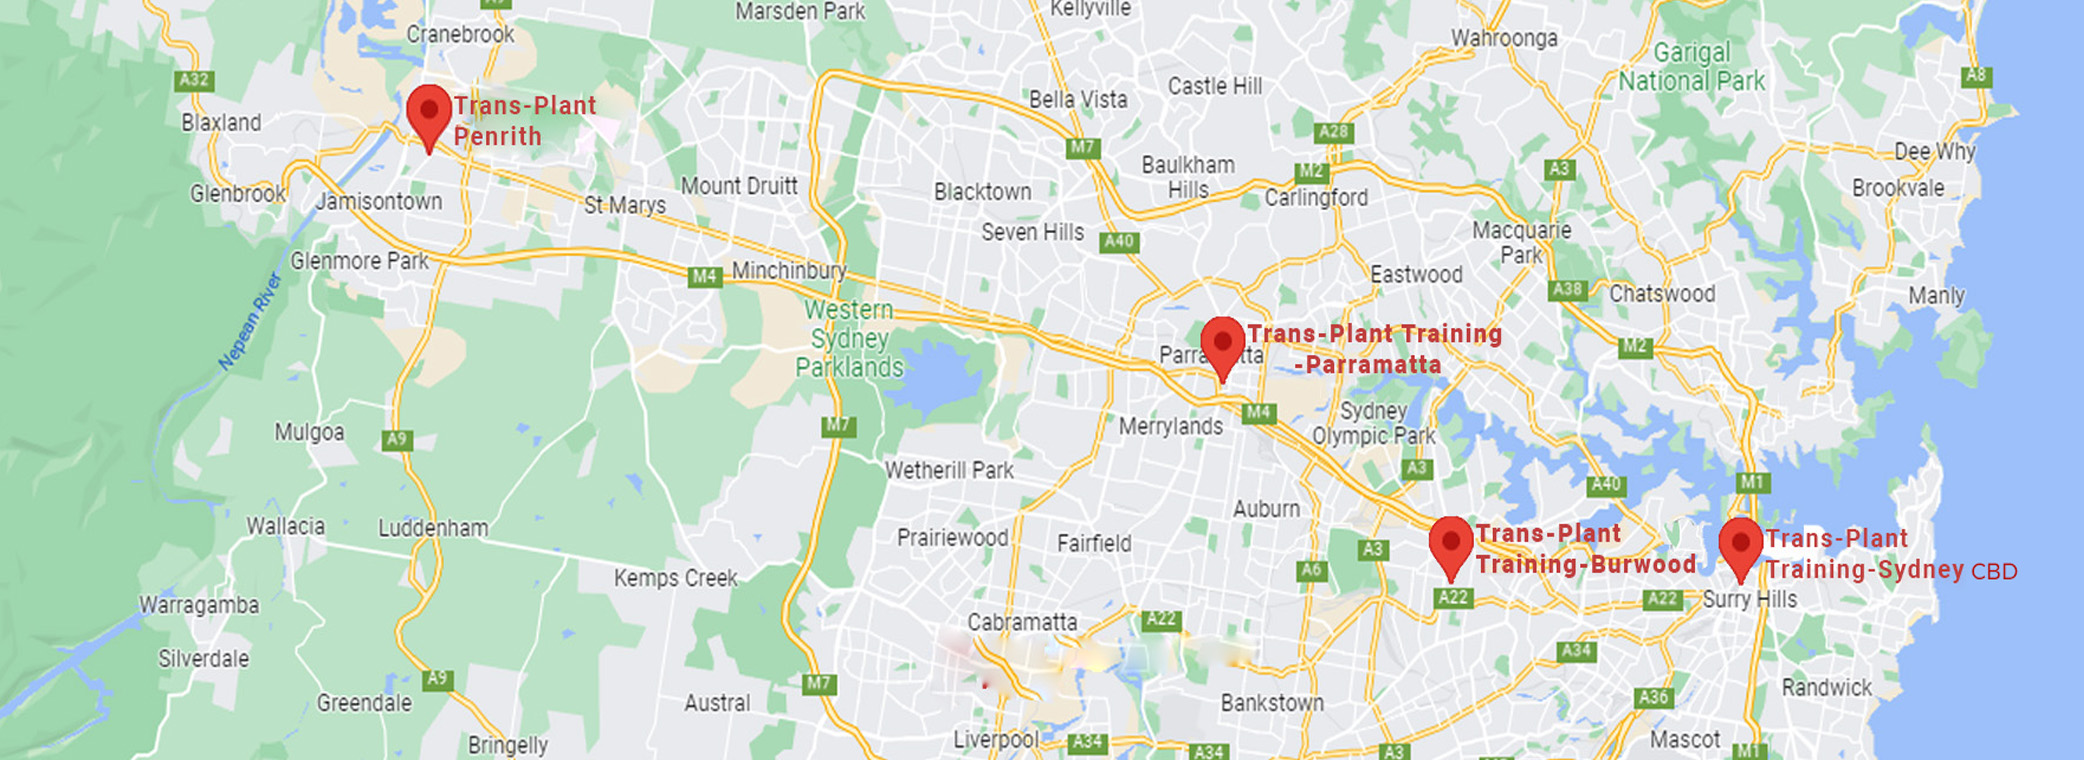 A9
Marsden Park
Kellyville
Cranebrook
Wahroonga
Garigal
National Park
A32
A8
Castle Hill
Bella Vista
Trans-Plant
Penrith
Blaxland
A28
M7
Dee Why
Baulkham
Hills
M2
A3
Glenbrook
Jamisontown
St Marys
Mount Druitt
Blacktown
Carlingford
Brookvale
Seven Hills
A40
Macquarie
Park
Glenmore Park
M4
Minchinbury
Eastwood
A38
Chatswood
Manly
Nepean River
Western
Sydney
Parklands
Trans-Plant Training
-Parramatta
M2
Mulgoa
A9
M7
Merrylands
M4
Sydney
Olympic Park
Wetherill Park
A3
A40
M1
Auburn
Wallacia
Luddenham
Prairiewood
Fairfield
A3
Trans-Plant
Training-Burwood
Trans-Plant
Training-Sydney CBD
Kemps Creek
A6
A22
A22
Surry Hills
Warragamba
Cabramatta
A22
Silverdale
A34
A9
M7
Greendale
Austral
Bankstown
A36
Randwick
Bringelly
Liverpool
A34
A34
A3
Mascot
M1